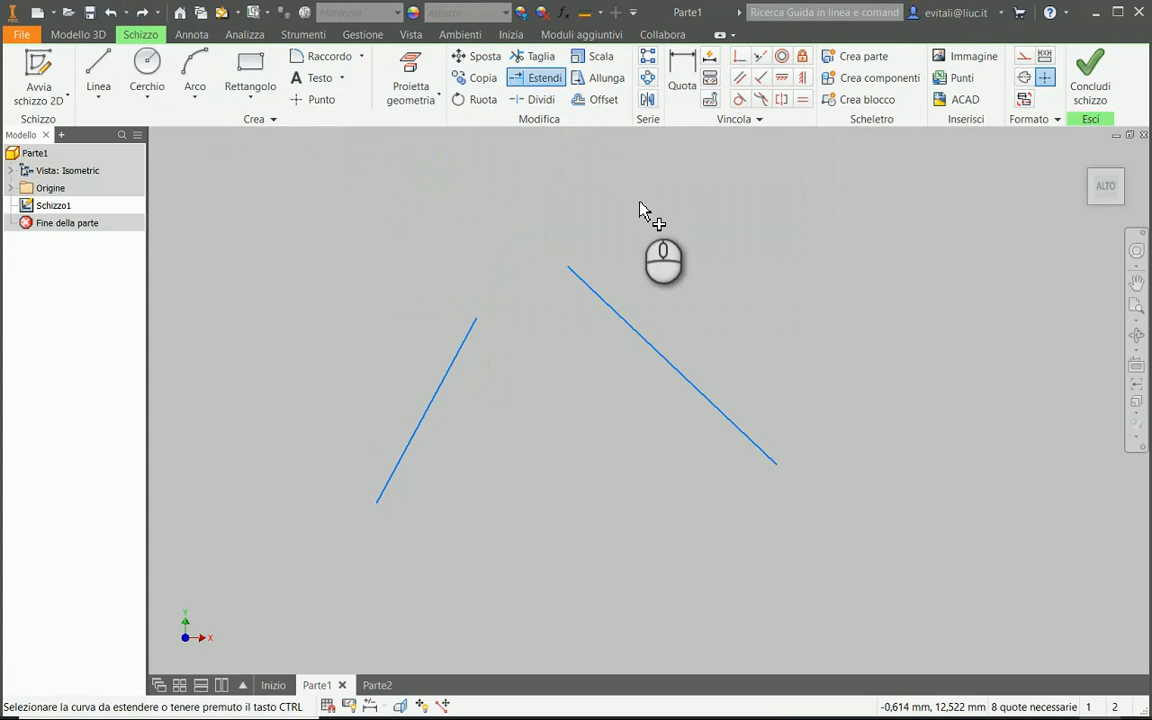 Materiale
Aspetto
Parte1
Ricerca Guida in linea e comand
evitali@liuc.it
File
Modello 3D
Schizzo
Annota
Analizza
Strumenti
Gestione
Vista
Ambienti
Inizia
Moduli aggiuntivi
Collabora
Avvia schizzo 2D
Linea
Cerchio
Arco
Rettangolo
Raccordo
Testo
Punto
Proietta geometria
Sposta
Copia
Ruota
Taglia
Estendi
Dividi
Scala
Allunga
Offset
Quota
Crea parte
Crea componenti
Crea blocco
Immagine
Punti
ACAD
Concludi schizzo
Schizzo
Crea
Modifica
Serie
Vincola
Scheletro
Inserisci
Formato
Esci
Modello
Parte1
Vista: Isometric
Origine
Schizzo1
Fine della parte
ALTO
Y
X
Inizio
Parte1
Parte2
Selezionare la curva da estendere o tenere premuto il tasto CTRL
-0,614 mm, 12,522 mm
8 quote necessarie
1
2